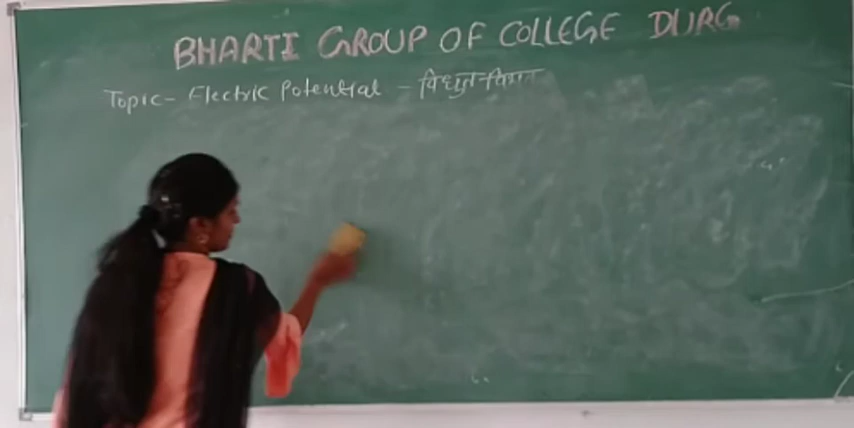 BHARTI GROUP OF COLLEGE DURG
Topic- Electric Potential - विद्युत-विभव